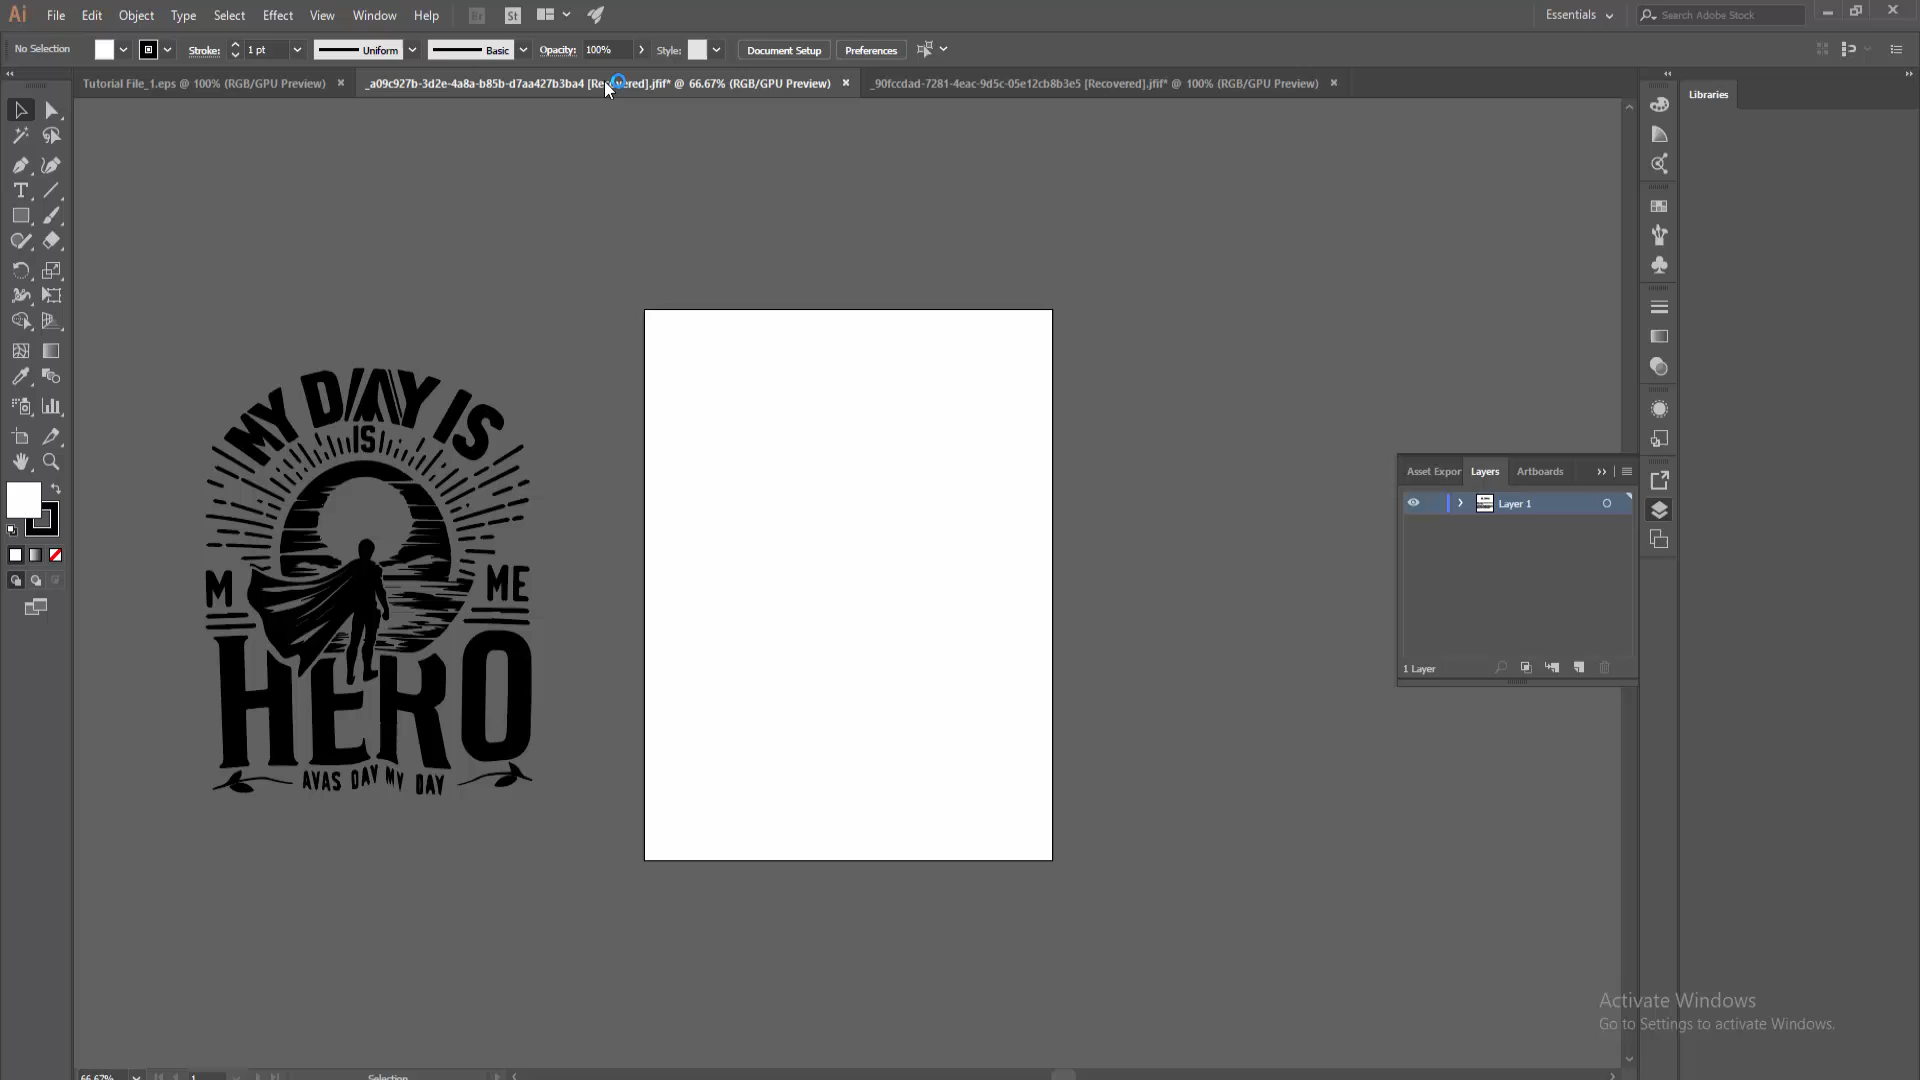 Ai File Edit Object Type Select Effect View Window Help Br St Essentials Search Adobe Stock
No Selection Stroke: 1 pt Uniform Basic Opacity: 100% Style: Document Setup Preferences
Tutorial File_1.eps @ 100% (RGB/GPU Preview) _a09c927b-3d2e-4a8a-b85b-d7aa427b3ba4 [Recovered].jfif* @ 66.67% (RGB/GPU Preview) _90fccdad-7281-4eac-9d5c-05e12cb8b3e5 [Recovered].jfif* @ 100% (RGB/GPU Preview)
Libraries
MY DAY IS
IS
M ME
HERO
AVAS DAY MY DAY
Asset Expor Layers Artboards
Layer 1
1 Layer
Activate Windows
Go to Settings to activate Windows.
66.67% 1 Selection